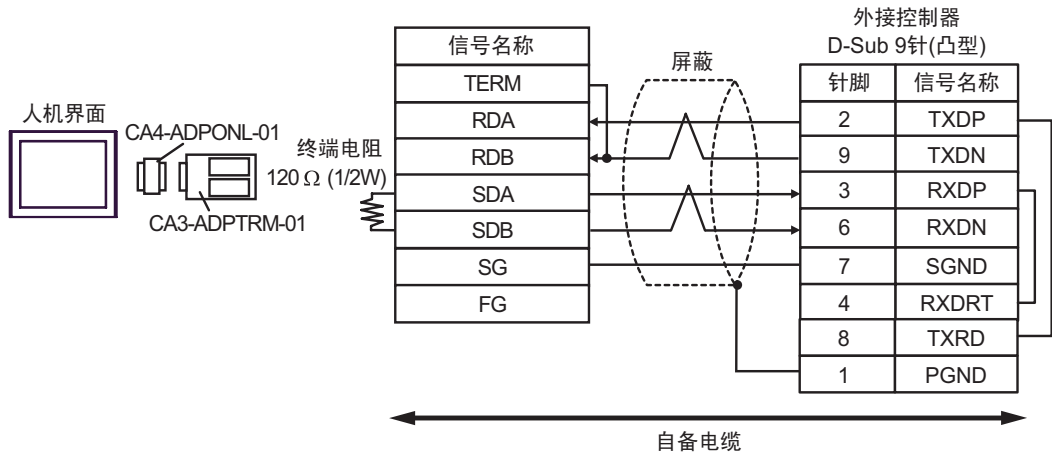 外接控制器
D-Sub 9针(凸型)
信号名称
屏蔽
针脚 信号名称
TERM
人机界面
RDA
2 TXDP
CA4-ADPONL-01
RDB
9 TXDN
终端电阻
120 Ω (1/2W)
SDA
3 RXDP
CA3-ADPTRM-01
SDB
6 RXDN
SG
7 SGND
FG
4 RXDRT
8 TXRD
1 PGND
自备电缆